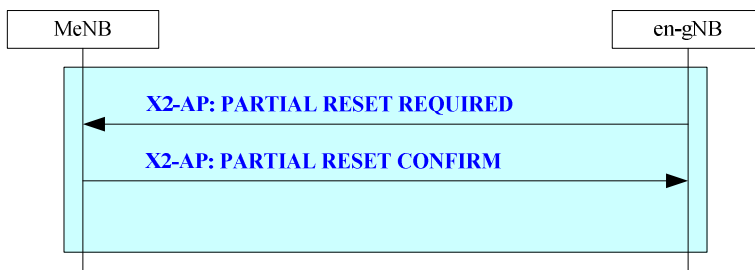 MeNB
en-gNB
X2-AP: PARTIAL RESET REQUIRED
X2-AP: PARTIAL RESET CONFIRM